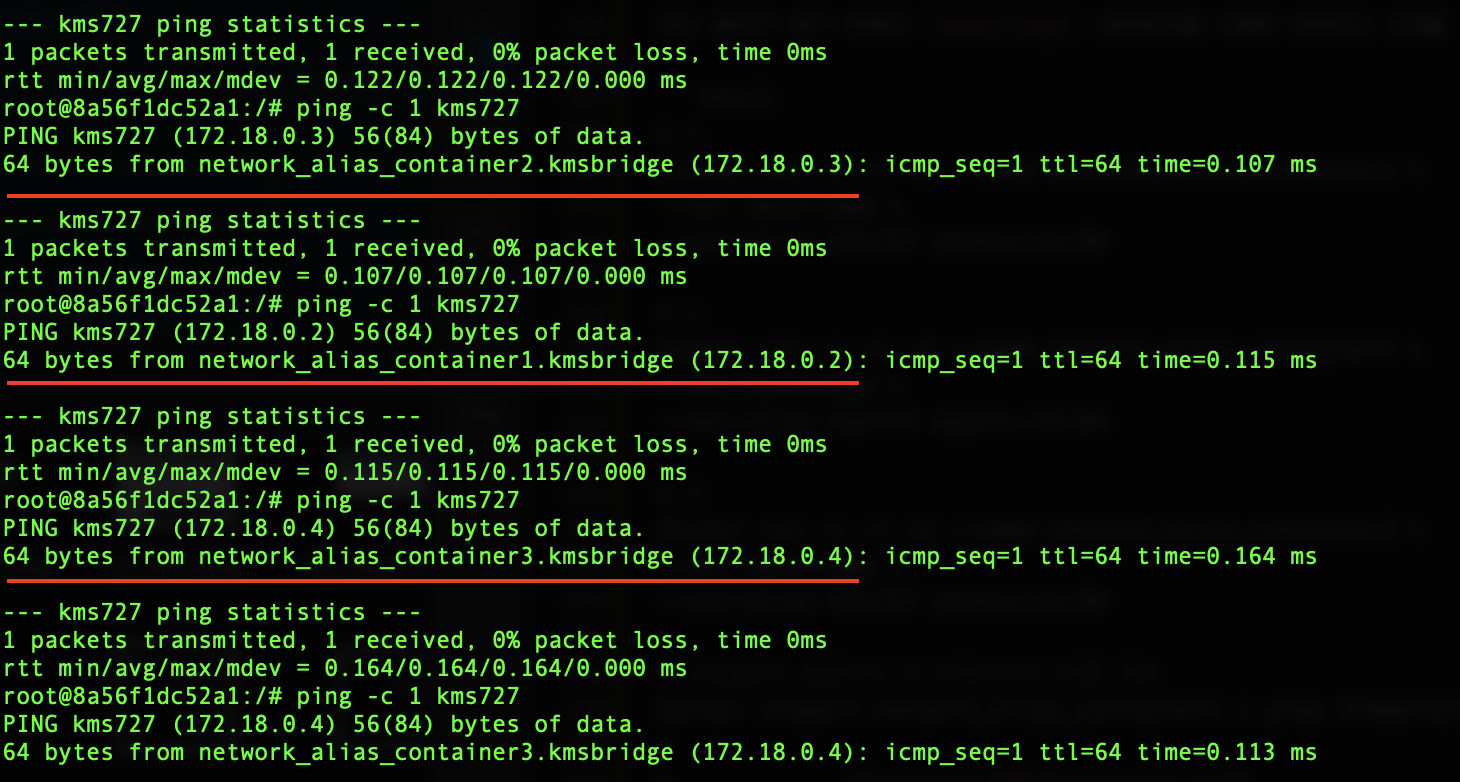 --- kms727 ping statistics ---
1 packets transmitted, 1 received, 0% packet loss, time 0ms
rtt min/avg/max/mdev = 0.122/0.122/0.122/0.000 ms
root@8a56f1dc52a1:/# ping -c 1 kms727
PING kms727 (172.18.0.3) 56(84) bytes of data.
64 bytes from network_alias_container2.kmsbridge (172.18.0.3): icmp_seq=1 ttl=64 time=0.107 ms
--- kms727 ping statistics ---
1 packets transmitted, 1 received, 0% packet loss, time 0ms
rtt min/avg/max/mdev = 0.107/0.107/0.107/0.000 ms
root@8a56f1dc52a1:/# ping -c 1 kms727
PING kms727 (172.18.0.2) 56(84) bytes of data.
64 bytes from network_alias_container1.kmsbridge (172.18.0.2): icmp_seq=1 ttl=64 time=0.115 ms
--- kms727 ping statistics ---
1 packets transmitted, 1 received, 0% packet loss, time 0ms
rtt min/avg/max/mdev = 0.115/0.115/0.115/0.000 ms
root@8a56f1dc52a1:/# ping -c 1 kms727
PING kms727 (172.18.0.4) 56(84) bytes of data.
64 bytes from network_alias_container3.kmsbridge (172.18.0.4): icmp_seq=1 ttl=64 time=0.164 ms
--- kms727 ping statistics ---
1 packets transmitted, 1 received, 0% packet loss, time 0ms
rtt min/avg/max/mdev = 0.164/0.164/0.164/0.000 ms
root@8a56f1dc52a1:/# ping -c 1 kms727
PING kms727 (172.18.0.4) 56(84) bytes of data.
64 bytes from network_alias_container3.kmsbridge (172.18.0.4): icmp_seq=1 ttl=64 time=0.113 ms